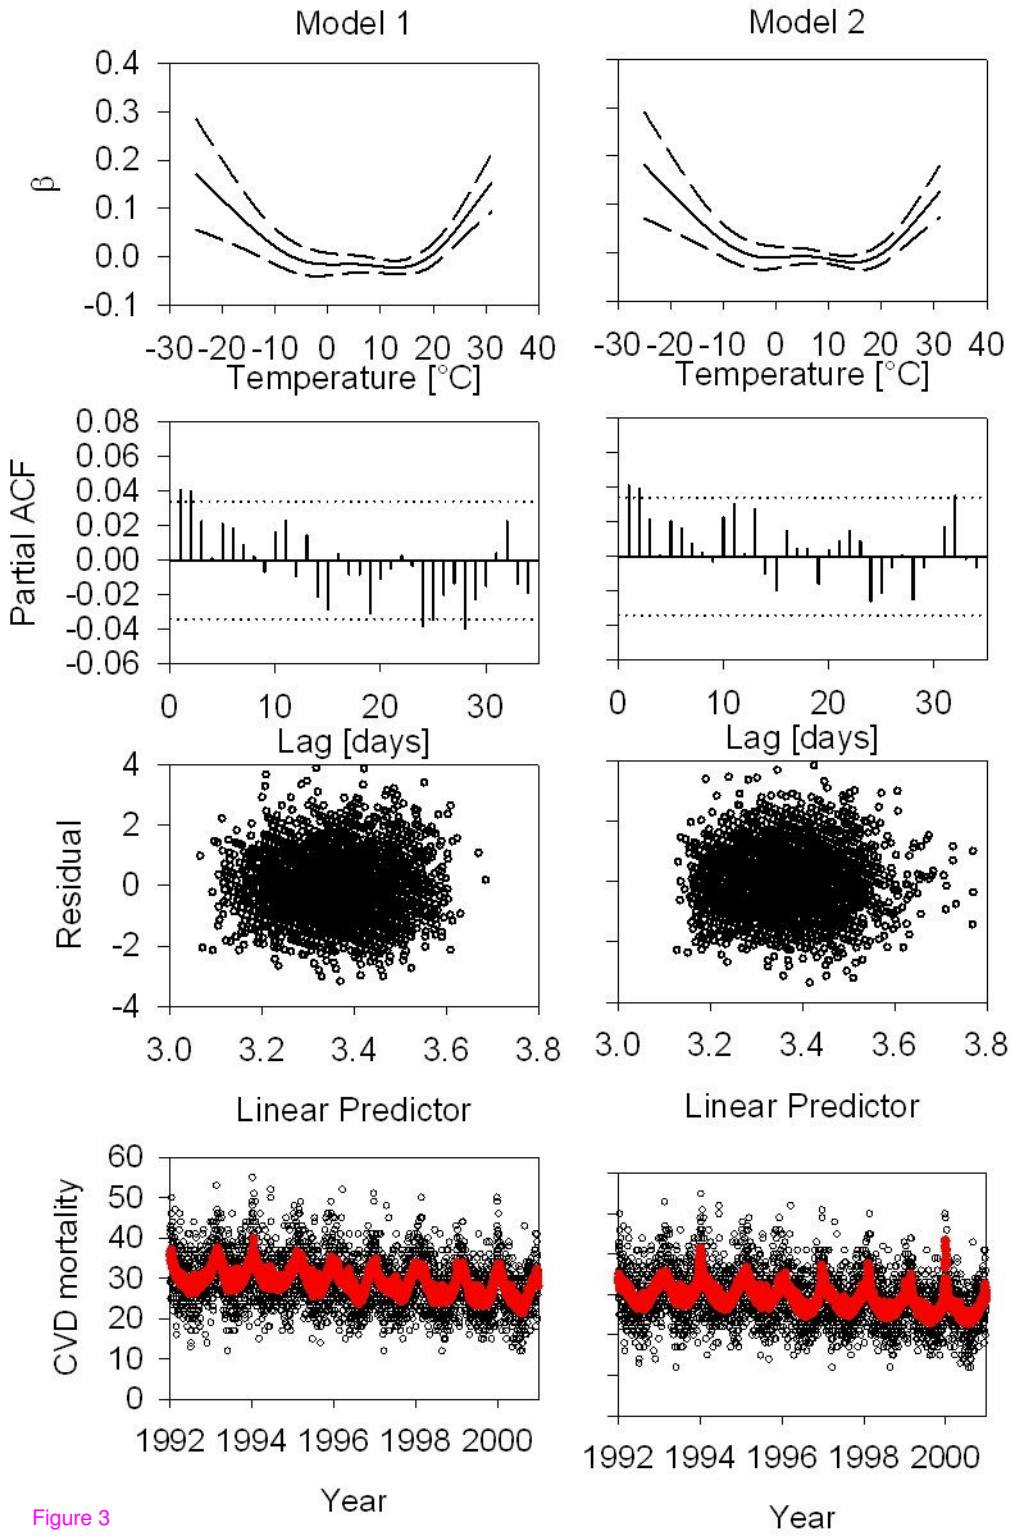 Model 1 Model 2
0.4
0.3
0.2
0.1
0.0
-0.1
β
-30 -20 -10 0 10 20 30 40 -30 -20 -10 0 10 20 30 40
Temperature [°C] Temperature [°C]
0.08
0.06
0.04
0.02
0.00
-0.02
-0.04
-0.06
Partial ACF
0 10 20 30 0 10 20 30
Lag [days] Lag [days]
4
2
0
-2
-4
Residual
3.0 3.2 3.4 3.6 3.8 3.0 3.2 3.4 3.6 3.8
Linear Predictor Linear Predictor
60
50
40
30
20
10
0
CVD mortality
1992 1994 1996 1998 2000 1992 1994 1996 1998 2000
Year Year
Figure 3